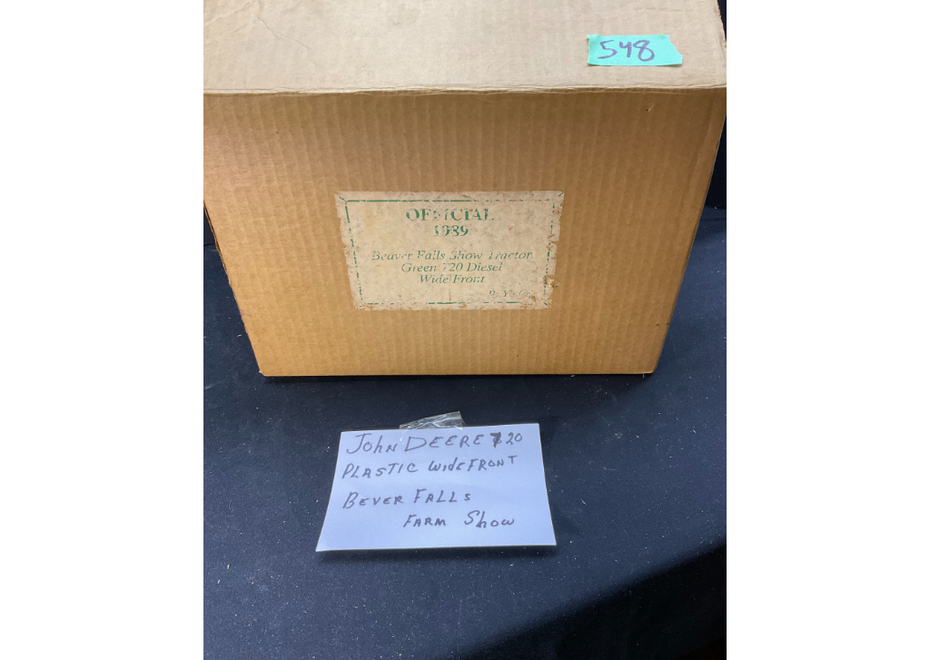 548
OFFICIAL
1989
Beaver Falls Show Tractor
Green 720 Diesel
Wide Front
John DEERE 720
PLASTIC WIDE FRONT
BEVER FALLS
FARM Show